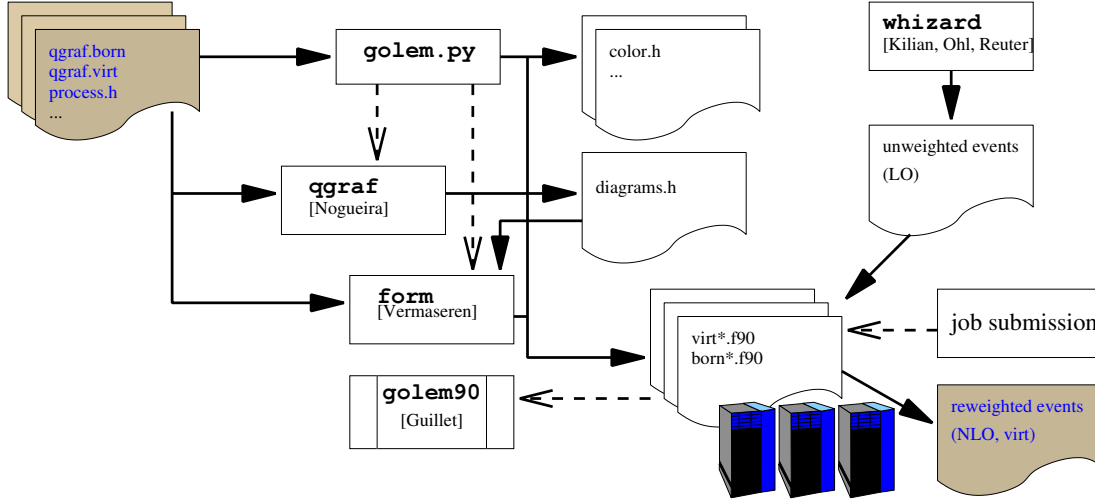 qgraf.born
qgraf.virt
process.h
...
golem.py
color.h
...
whizard
[Kilian, Ohl, Reuter]
unweighted events
(LO)
qgraf
[Nogueira]
diagrams.h
form
[Vermaseren]
virt*.f90
born*.f90
job submission
golem90
[Guillet]
reweighted events
(NLO, virt)